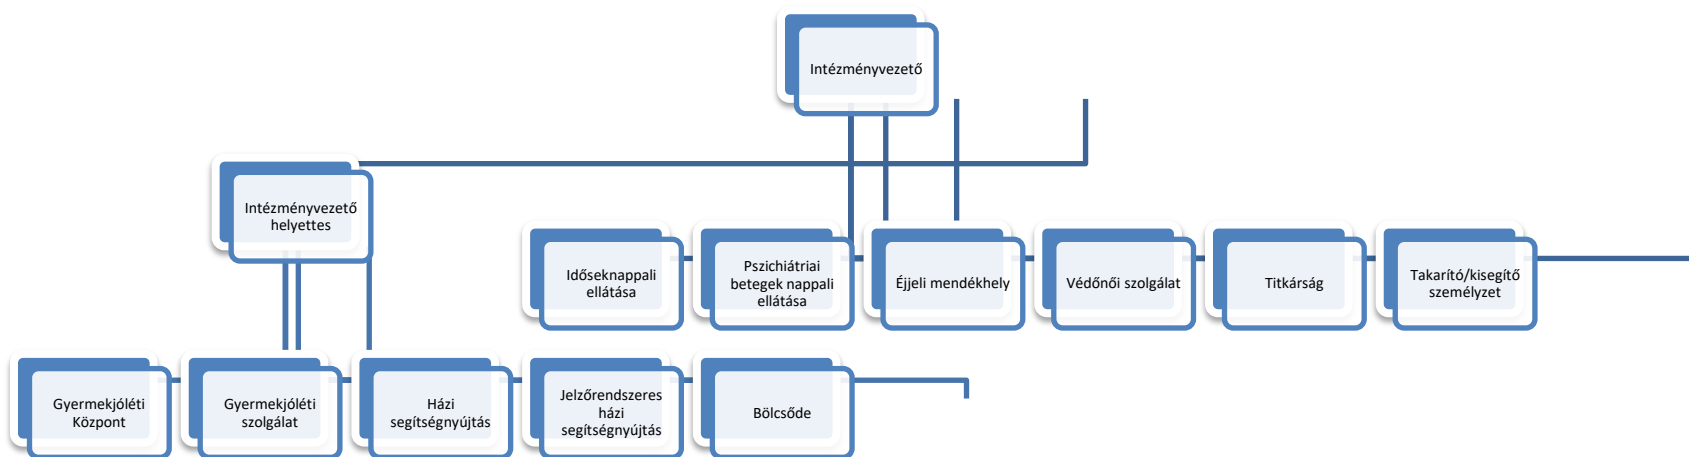 Intézményvezető
Intézményvezető
helyettes
Időseknappali
ellátása
Pszichiátriai
betegek nappali
ellátása
Éjjeli mendékhely
Védőnői szolgálat
Titkárság
Takarító/kisegítő
személyzet
Gyermekjóléti
Központ
Gyermekjóléti
szolgálat
Házi
segítségnyújtás
Jelzőrendszeres
házi
segítségnyújtás
Bölcsőde